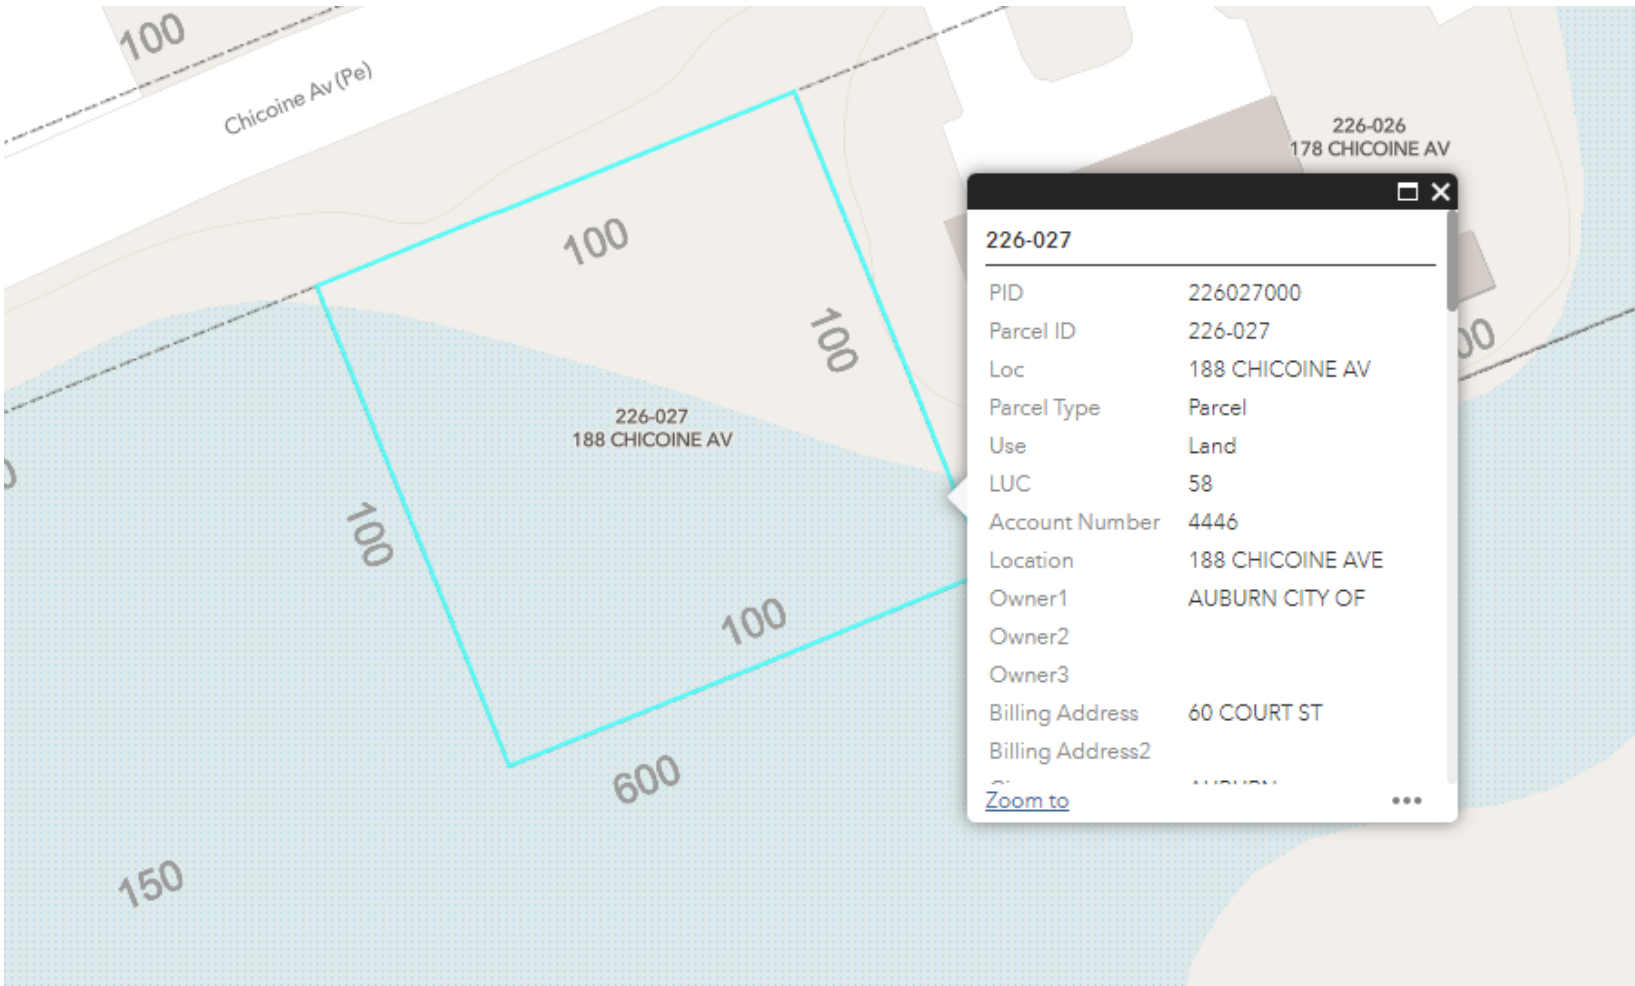 100
Chicoine Av (Pe)
226-026
178 CHICOINE AV
100
100
226-027
188 CHICOINE AV
100
100
600
150
226-027
PID 226027000
Parcel ID 226-027
Loc 188 CHICOINE AV
Parcel Type Parcel
Use Land
LUC 58
Account Number 4446
Location 188 CHICOINE AVE
Owner1 AUBURN CITY OF
Owner2
Owner3
Billing Address 60 COURT ST
Billing Address2
Zoom to